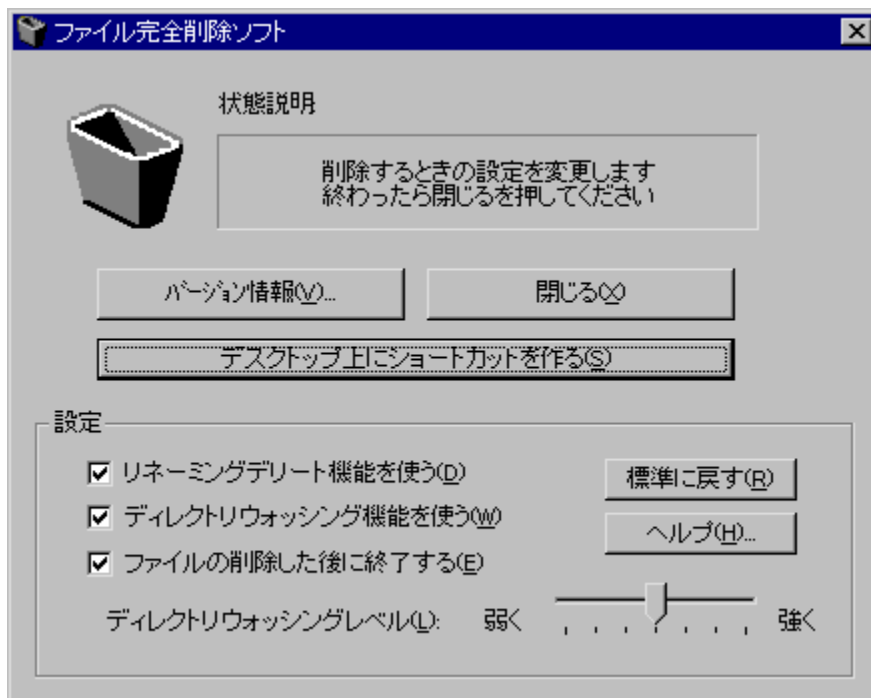 ファイル完全削除ソフト
状態説明
削除するときの設定を変更します
終わったら閉じるを押してください
ﾊﾞｰｼﾞｮﾝ情報(V)...
閉じる(X)
デスクトップ上にショートカットを作る(S)
設定
リネーミングデリート機能を使う(D)
標準に戻す(R)
ディレクトリウォッシング機能を使う(W)
ヘルプ(H)...
ファイルの削除した後に終了する(E)
ディレクトリウォッシングレベル(L): 弱く 強く